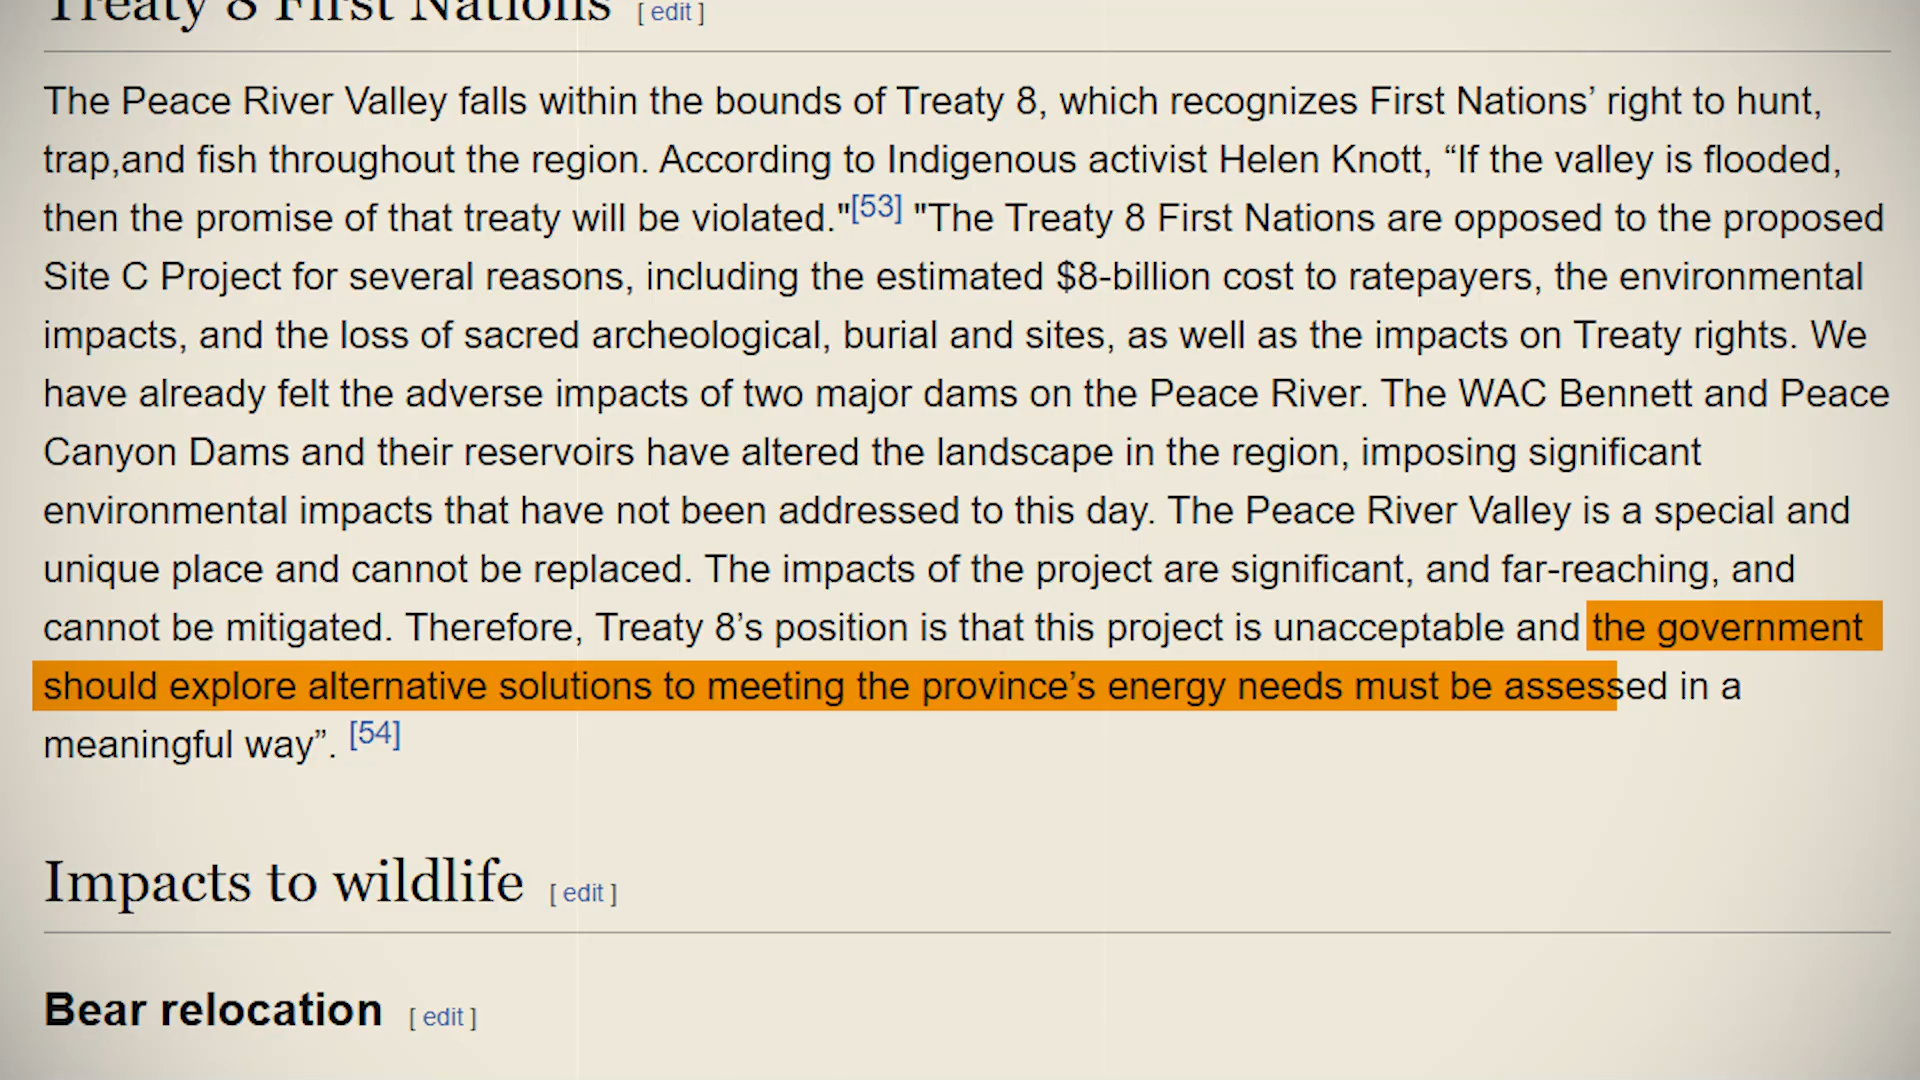 Treaty 8 First Nations [ edit ]
The Peace River Valley falls within the bounds of Treaty 8, which recognizes First Nations’ right to hunt,
trap,and fish throughout the region. According to Indigenous activist Helen Knott, “If the valley is flooded,
then the promise of that treaty will be violated."[53] "The Treaty 8 First Nations are opposed to the proposed
Site C Project for several reasons, including the estimated $8-billion cost to ratepayers, the environmental
impacts, and the loss of sacred archeological, burial and sites, as well as the impacts on Treaty rights. We
have already felt the adverse impacts of two major dams on the Peace River. The WAC Bennett and Peace
Canyon Dams and their reservoirs have altered the landscape in the region, imposing significant
environmental impacts that have not been addressed to this day. The Peace River Valley is a special and
unique place and cannot be replaced. The impacts of the project are significant, and far-reaching, and
cannot be mitigated. Therefore, Treaty 8’s position is that this project is unacceptable and the government
should explore alternative solutions to meeting the province’s energy needs must be assessed in a
meaningful way”. [54]
Impacts to wildlife [ edit ]
Bear relocation [ edit ]